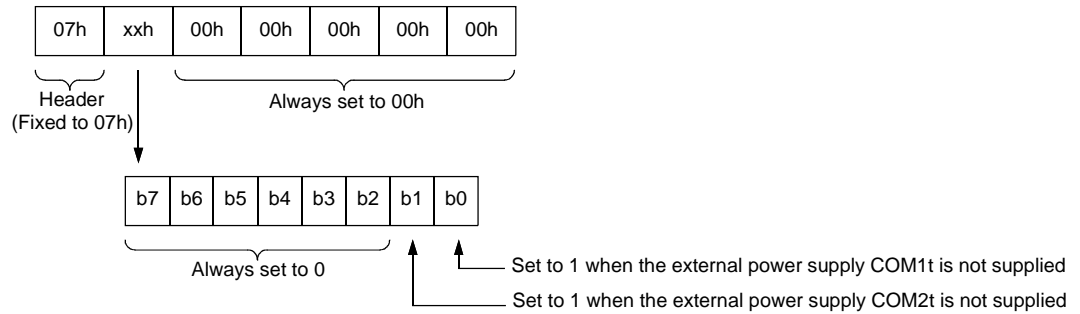 07h xxh 00h 00h 00h 00h 00h
Header
(Fixed to 07h)
Always set to 00h
b7 b6 b5 b4 b3 b2 b1 b0
Always set to 0
Set to 1 when the external power supply COM1t is not supplied
Set to 1 when the external power supply COM2t is not supplied